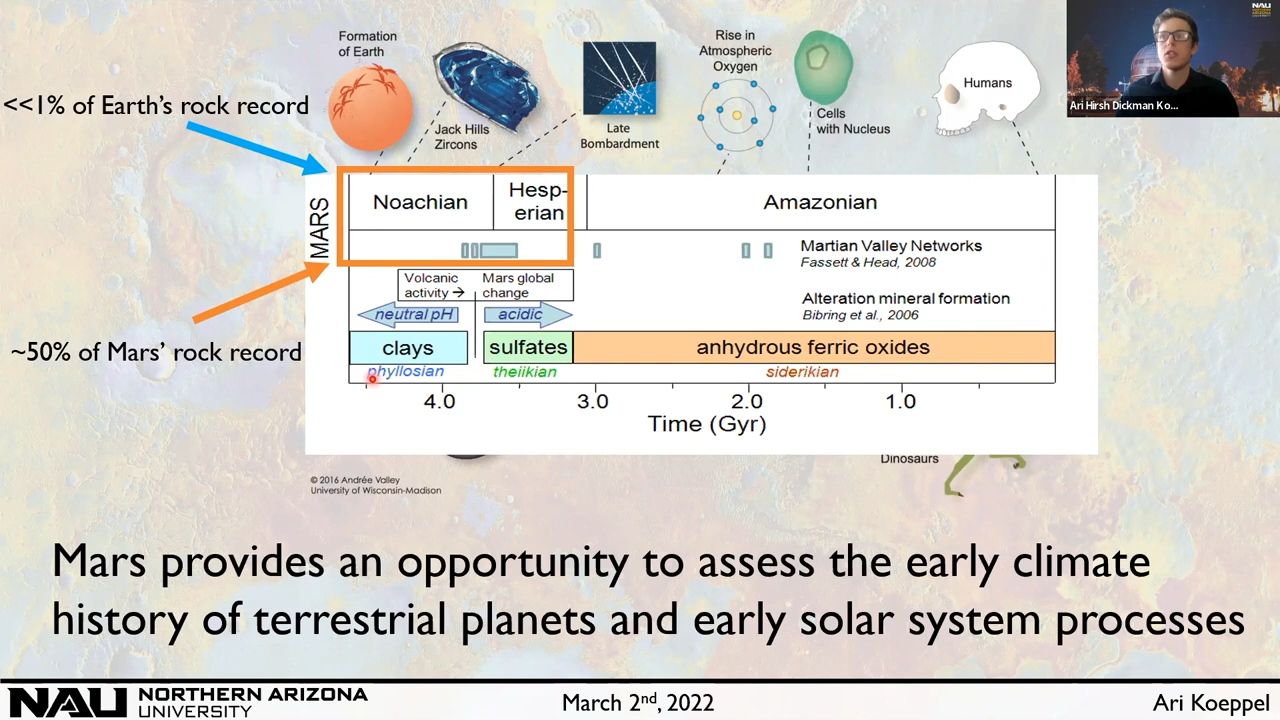 Formation
of Earth
Jack Hills
Zircons
Late
Bombardment
Rise in
Atmospheric
Oxygen
Cells
with Nucleus
Humans
NAU
NORTHERN
ARIZONA
UNIVERSITY
Ari Hirsh Dickman Ko...
<<1% of Earth's rock record
MARS
Noachian
Hesp-
erian
Amazonian
Martian Valley Networks
Fassett & Head, 2008
Volcanic
activity →
Mars global
change
Alteration mineral formation
Bibring et al., 2006
neutral pH
acidic
~50% of Mars' rock record
clays
sulfates
anhydrous ferric oxides
phyllosian
theiikian
siderikian
4.0
3.0
2.0
1.0
Time (Gyr)
Dinosaurs
© 2016 Andrée Valley
University of Wisconsin-Madison
Mars provides an opportunity to assess the early climate
history of terrestrial planets and early solar system processes
NAU
NORTHERN ARIZONA
UNIVERSITY
March 2nd, 2022
Ari Koeppel